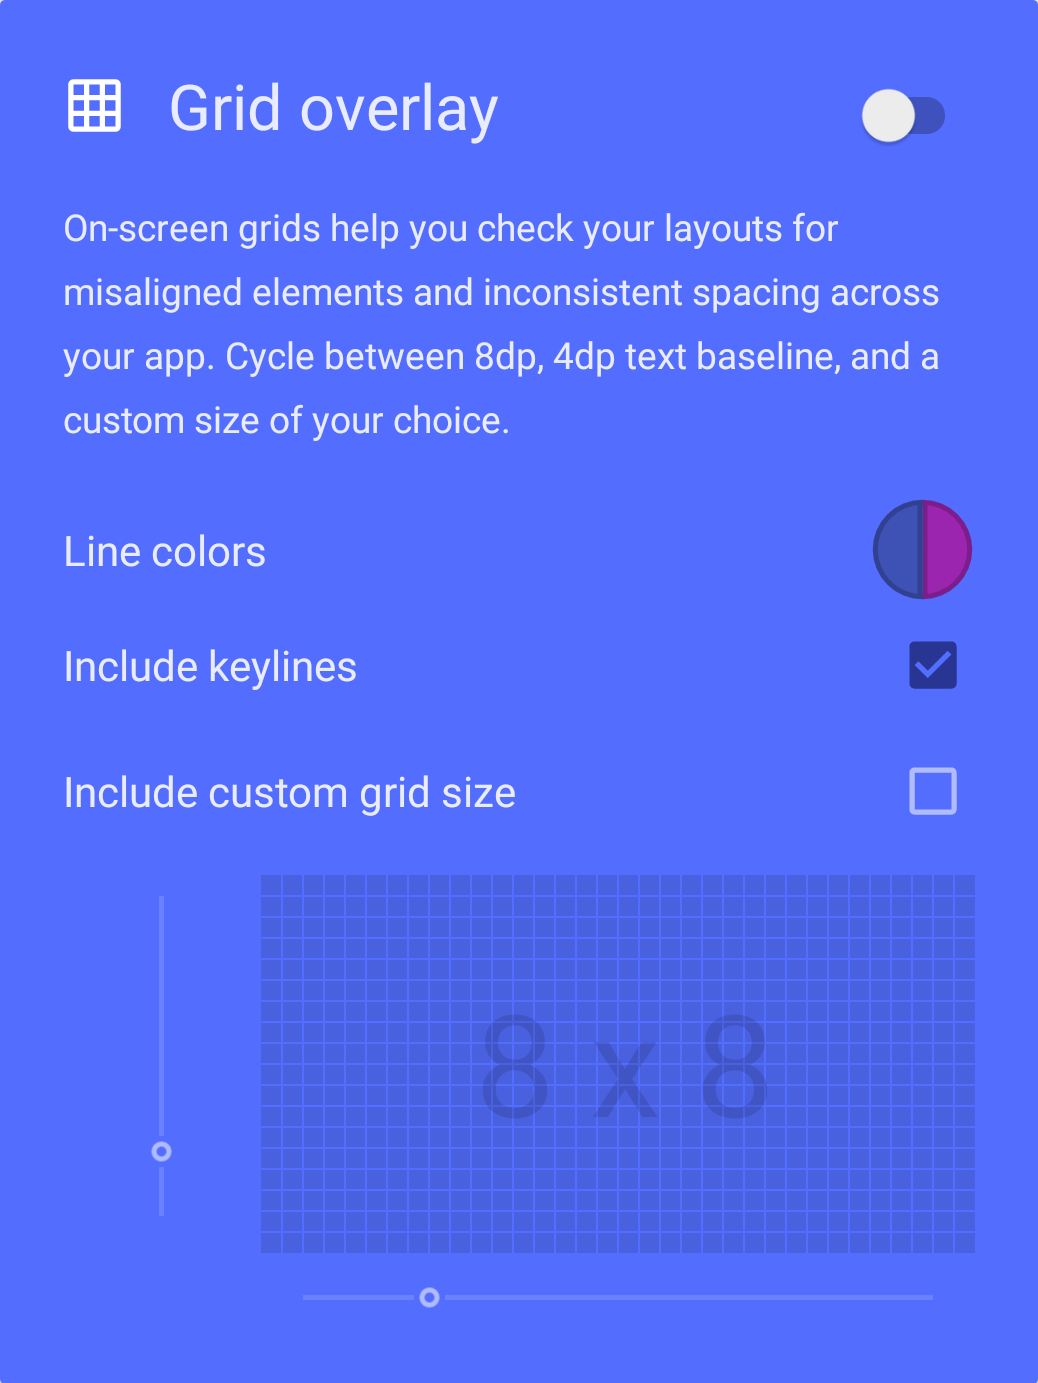 Grid overlay
On-screen grids help you check your layouts for
misaligned elements and inconsistent spacing across
your app. Cycle between 8dp, 4dp text baseline, and a
custom size of your choice.
Line colors
Include keylines
Include custom grid size
8 x 8